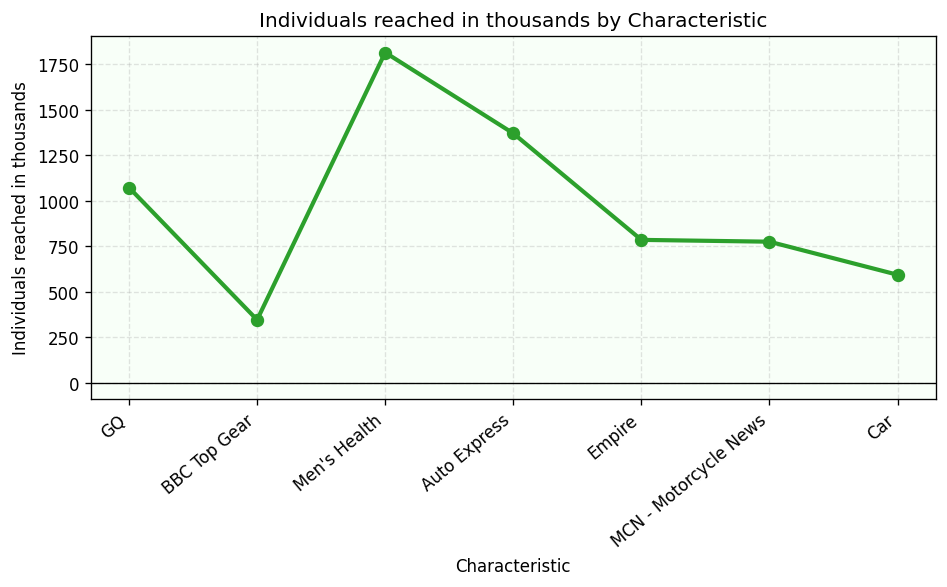 Individuals reached in thousands by Characteristic
Individuals reached in thousands
1750
1500
1250
1000
750
500
250
0
GQ
BBC Top Gear
Men's Health
Auto Express
Empire
MCN - Motorcycle News
Car
Characteristic